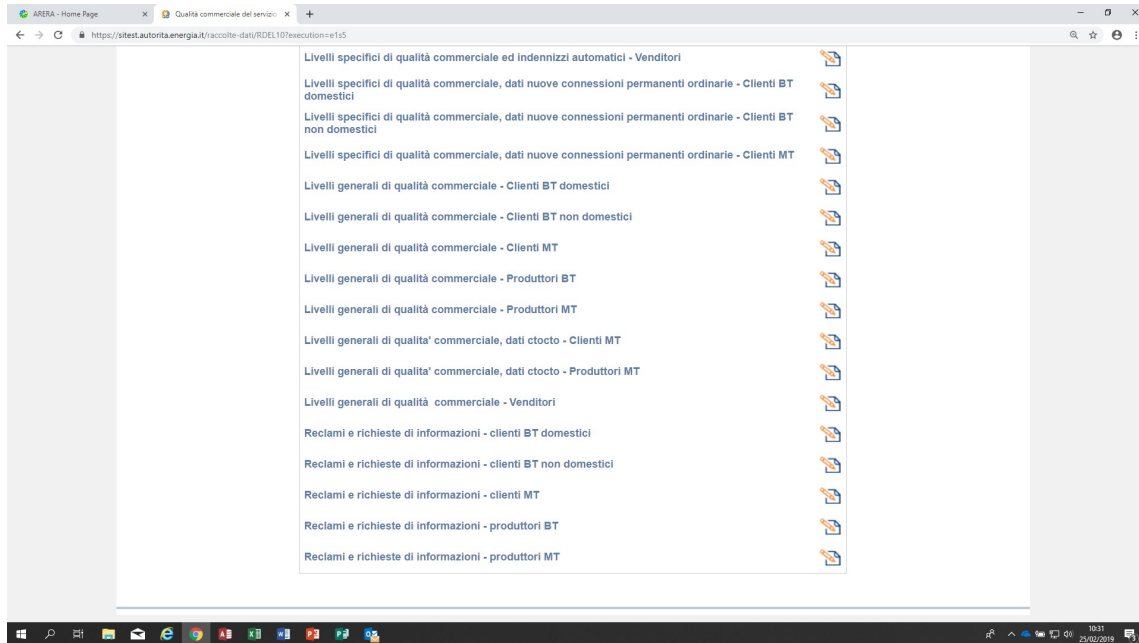 ARERA - Home Page
Qualità commerciale del servizio
https://sitest.autorita.energia.it/raccolte-dati/RDEL10?execution=e1s5
Livelli specifici di qualità commerciale ed indennizzi automatici - Venditori
Livelli specifici di qualità commerciale, dati nuove connessioni permanenti ordinarie - Clienti BT
domestici
Livelli specifici di qualità commerciale, dati nuove connessioni permanenti ordinarie - Clienti BT
non domestici
Livelli specifici di qualità commerciale, dati nuove connessioni permanenti ordinarie - Clienti MT
Livelli generali di qualità commerciale - Clienti BT domestici
Livelli generali di qualità commerciale - Clienti BT non domestici
Livelli generali di qualità commerciale - Clienti MT
Livelli generali di qualità commerciale - Produttori BT
Livelli generali di qualità commerciale - Produttori MT
Livelli generali di qualita' commerciale, dati ctocto - Clienti MT
Livelli generali di qualita' commerciale, dati ctocto - Produttori MT
Livelli generali di qualità commerciale - Venditori
Reclami e richieste di informazioni - clienti BT domestici
Reclami e richieste di informazioni - clienti BT non domestici
Reclami e richieste di informazioni - clienti MT
Reclami e richieste di informazioni - produttori BT
Reclami e richieste di informazioni - produttori MT
10:31
25/02/2019